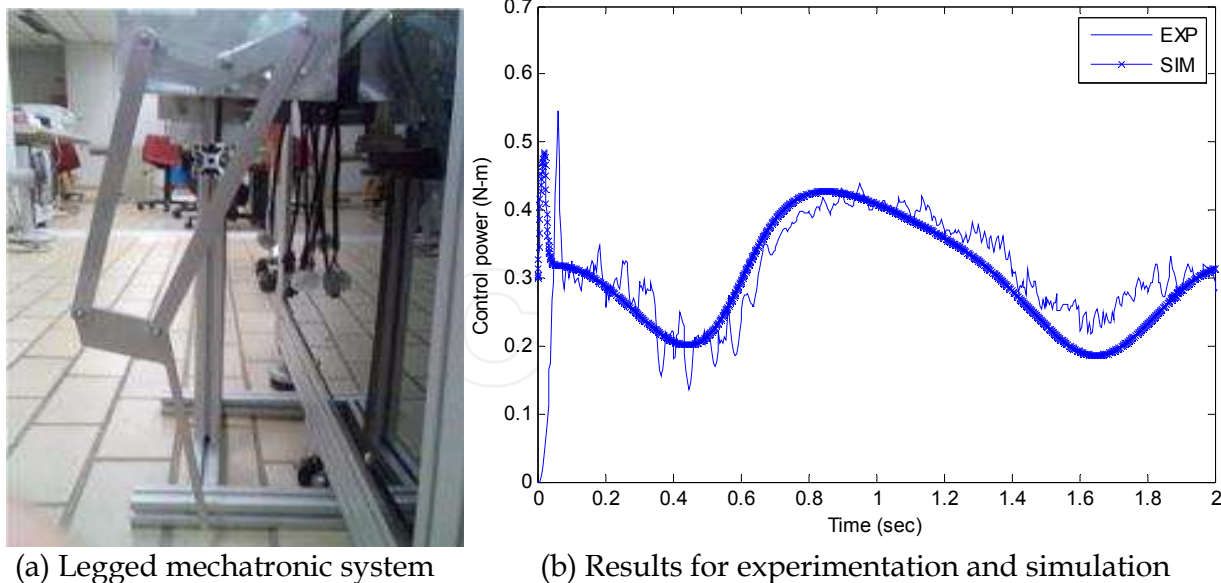 0.7
EXP
SIM
0.6
0.5
0.4
0.3
0.2
0.1
0
Control power (N-m)
0 0.2 0.4 0.6 0.8 1 1.2 1.4 1.6 1.8 2
Time (sec)
(a) Legged mechatronic system
(b) Results for experimentation and simulation